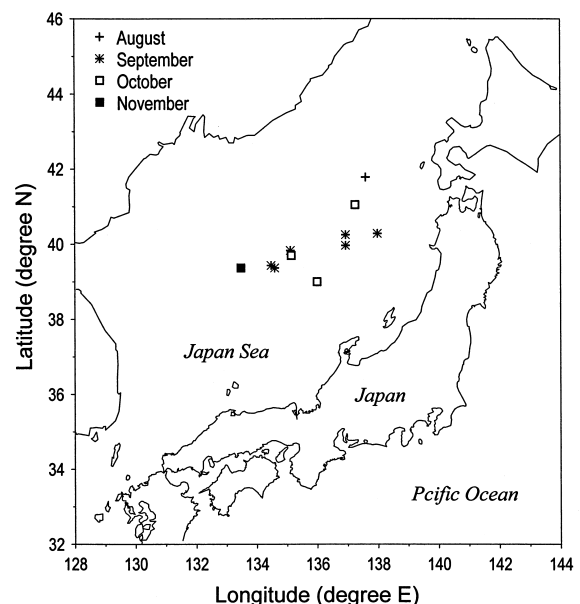 46
August
September
October
November
44
42
40
38
36
34
32
Latitude (degree N)
Japan Sea
Japan
Pcific Ocean
128 130 132 134 136 138 140 142 144
Longitude (degree E)